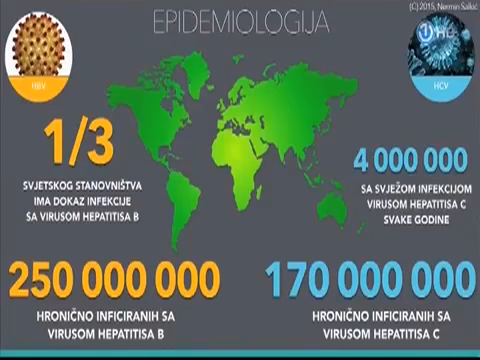 EPIDEMIOLOGIJA
(C) 2015, Nermin Salkić
HBV
HCV
1/3
SVJETSKOG STANOVNIŠTVA
IMA DOKAZ INFEKCIJE
SA VIRUSOM HEPATITISA B
4 000 000
SA SVJEŽOM INFEKCIJOM
VIRUSOM HEPATITISA C
SVAKE GODINE
250 000 000
HRONIČNO INFICIRANIH SA
VIRUSOM HEPATITISA B
170 000 000
HRONIČNO INFICIRANIH SA
VIRUSOM HEPATITISA C